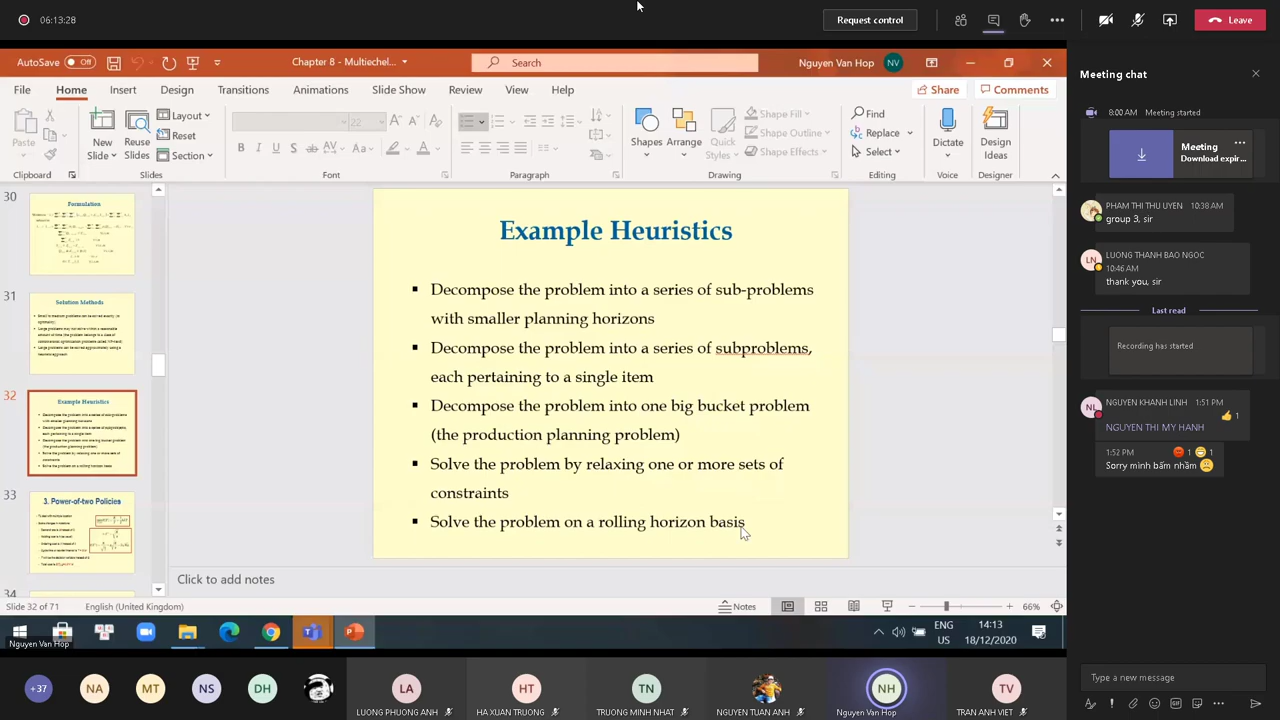 06:13:28
Request control
Leave
AutoSave
Off
Chapter 8 - Multiechel...
Search
Nguyen Van Hop
NV
File
Home
Insert
Design
Transitions
Animations
Slide Show
Review
View
Help
Share
Comments
Paste
New
Slide
Reuse
Slides
Layout
Reset
Section
22
Shapes
Arrange
Quick
Styles
Shape Fill
Shape Outline
Shape Effects
Find
Replace
Select
Dictate
Design
Ideas
Clipboard
Slides
Font
Paragraph
Drawing
Editing
Voice
Designer
30
Formulation
31
Solution Methods
32
Example Heuristics
33
3. Power-of-two Policies
34
Example Heuristics
▪ Decompose the problem into a series of sub-problems
with smaller planning horizons
▪ Decompose the problem into a series of subproblems,
each pertaining to a single item
▪ Decompose the problem into one big bucket problem
(the production planning problem)
▪ Solve the problem by relaxing one or more sets of
constraints
▪ Solve the problem on a rolling horizon basis
Click to add notes
Slide 32 of 71
English (United Kingdom)
Notes
66%
Nguyen Van Hop
ENG
US
14:13
18/12/2020
+37
NA
MT
NS
DH
LA
LUONG PHUONG ANH
HT
HA XUAN TRUONG
TN
TRUONG MINH NHAT
NGUYEN TUAN ANH
NH
Nguyen Van Hop
TV
TRAN ANH VIET
Meeting chat
8:00 AM Meeting started
Meeting
Download expir...
PHAM THI THU UYEN 10:38 AM
group 3, sir
LN
LUONG THANH BAO NGOC
10:46 AM
thank you, sir
Last read
Recording has started
NL
NGUYEN KHANH LINH 1:51 PM
1
NGUYEN THI MY HANH
1:52 PM
1
1
Sorry mình bấm nhầm
Type a new message